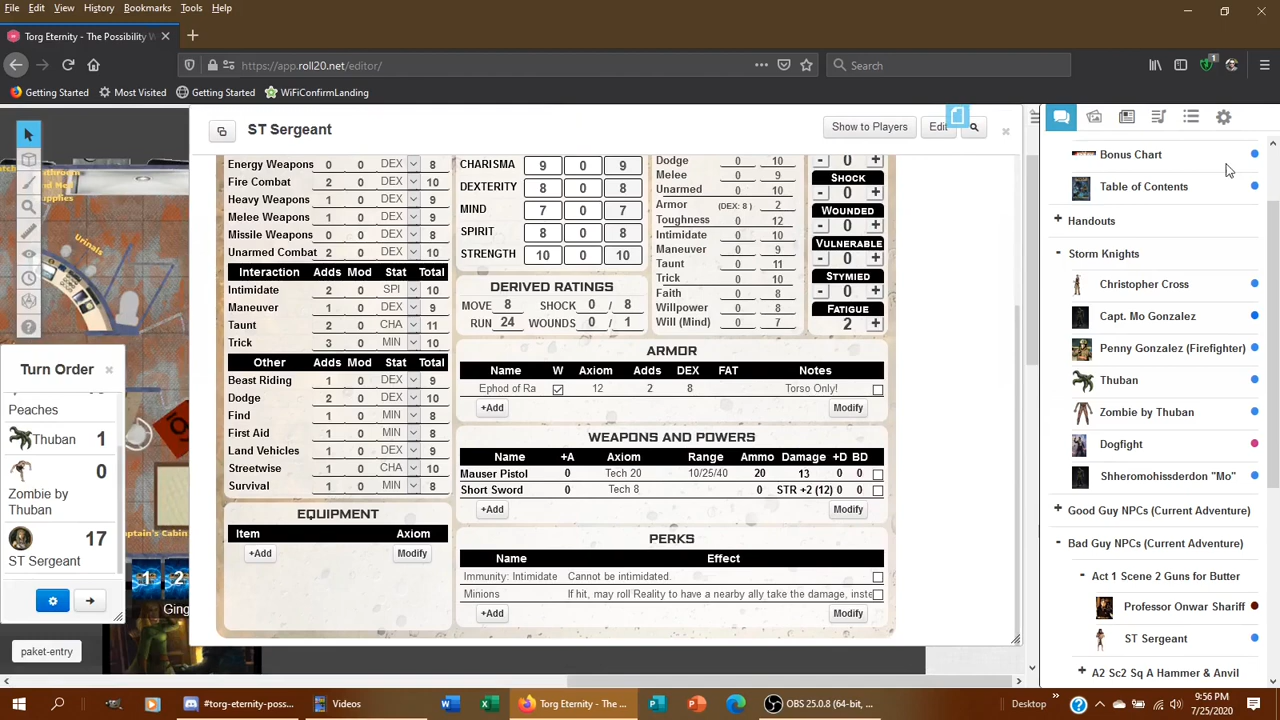 File Edit View History Bookmarks Tools Help
Torg Eternity - The Possibility W
https://app.roll20.net/editor/
Search
Getting Started Most Visited Getting Started WiFiConfirmLanding
ST Sergeant
Show to Players Edit
Energy Weapons 0 0 DEX 8
Fire Combat 2 0 DEX 10
Heavy Weapons 1 0 DEX 9
Melee Weapons 1 0 DEX 9
Missile Weapons 0 0 DEX 8
Unarmed Combat 2 0 DEX 10
Interaction Adds Mod Stat Total
Intimidate 2 0 SPI 10
Maneuver 1 0 DEX 9
Taunt 2 0 CHA 11
Trick 3 0 MIN 10
Other Adds Mod Stat Total
Beast Riding 1 0 DEX 9
Dodge 2 0 DEX 10
Find 1 0 MIN 8
First Aid 1 0 MIN 8
Land Vehicles 1 0 DEX 9
Streetwise 1 0 CHA 10
Survival 1 0 MIN 8
EQUIPMENT
Item Axiom
+Add Modify
CHARISMA 9 0 9
DEXTERITY 8 0 8
MIND 7 0 7
SPIRIT 8 0 8
STRENGTH 10 0 10
DERIVED RATINGS
MOVE 8 SHOCK 0 / 8
RUN 24 WOUNDS 0 / 1
Dodge 0 10
Melee 0 9
Unarmed 0 10
Armor (DEX: 8 ) 2
Toughness 0 12
Intimidate 0 10
Maneuver 0 9
Taunt 0 11
Trick 0 10
Faith 0 8
Willpower 0 8
Will (Mind) 0 7
- 0 +
SHOCK
- 0 +
WOUNDED
- 0 +
VULNERABLE
- 0 +
STYMIED
- 0 +
FATIGUE
2 +
ARMOR
Name W Axiom Adds DEX FAT Notes
Ephod of Ra 12 2 8 Torso Only!
+Add Modify
WEAPONS AND POWERS
Name +A Axiom Range Ammo Damage +D BD
Mauser Pistol 0 Tech 20 10/25/40 20 13 0 0
Short Sword 0 Tech 8 0 STR +2 (12) 0 0
+Add Modify
PERKS
Name Effect
Immunity: Intimidate Cannot be intimidated.
Minions If hit, may roll Reality to have a nearby ally take the damage, inste
+Add Modify
Urinals
Turn Order
Peaches
Thuban 1
0
Zombie by
Thuban
17
ST Sergeant
ptain's Cabin
1 2
Ging
paket-entry
Bonus Chart
Table of Contents
+ Handouts
- Storm Knights
Christopher Cross
Capt. Mo Gonzalez
Penny Gonzalez (Firefighter)
Thuban
Zombie by Thuban
Dogfight
Shheromohissderdon "Mo"
+ Good Guy NPCs (Current Adventure)
- Bad Guy NPCs (Current Adventure)
- Act 1 Scene 2 Guns for Butter
Professor Onwar Shariff
ST Sergeant
+ A2 Sc2 Sq A Hammer & Anvil
#torg-eternity-poss... Videos Torg Eternity - The ... OBS 25.0.8 (64-bit, ... Desktop
9:56 PM
7/25/2020